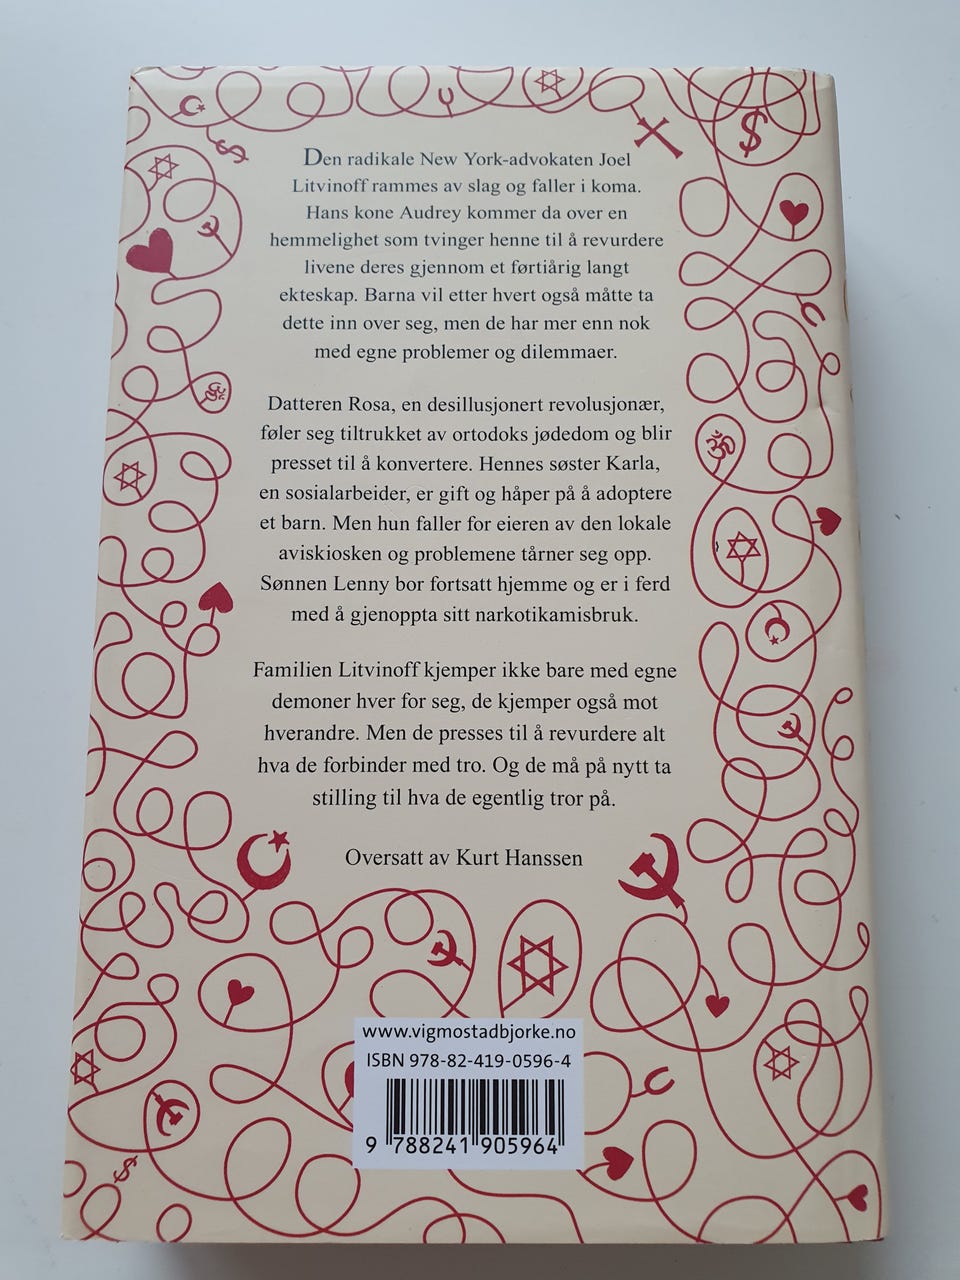 Den radikale New York-advokaten Joel
Litvinoff rammes av slag og faller i koma.
Hans kone Audrey kommer da over en
hemmelighet som tvinger henne til å revurdere
livene deres gjennom et førtiårig langt
ekteskap. Barna vil etter hvert også måtte ta
dette inn over seg, men de har mer enn nok
med egne problemer og dilemmaer.
Datteren Rosa, en desillusjonert revolusjonær,
føler seg tiltrukket av ortodoks jødedom og blir
presset til å konvertere. Hennes søster Karla,
en sosialarbeider, er gift og håper på å adoptere
et barn. Men hun faller for eieren av den lokale
aviskiosken og problemene tårner seg opp.
Sønnen Lenny bor fortsatt hjemme og er i ferd
med å gjenoppta sitt narkotikamisbruk.
Familien Litvinoff kjemper ikke bare med egne
demoner hver for seg, de kjemper også mot
hverandre. Men de presses til å revurdere alt
hva de forbinder med tro. Og de må på nytt ta
stilling til hva de egentlig tror på.
Oversatt av Kurt Hanssen
www.vigmostadbjorke.no
ISBN 978-82-419-0596-4
9 788241 905964